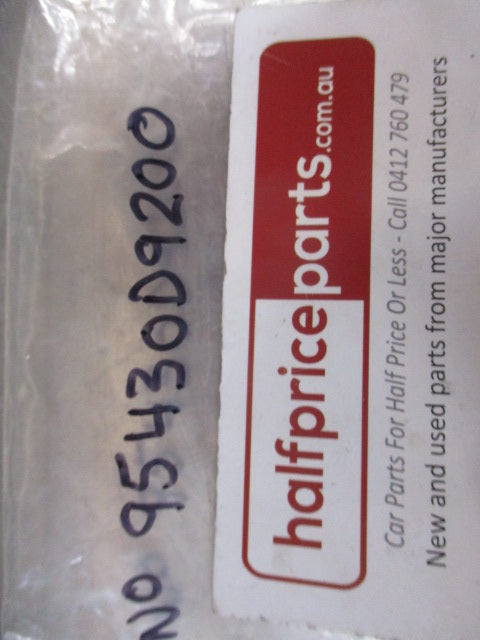 No 95430D9200
halfpriceparts.com.au
Car Parts For Half Price Or Less - Call 0412 760 479
New and used parts from major manufacturers